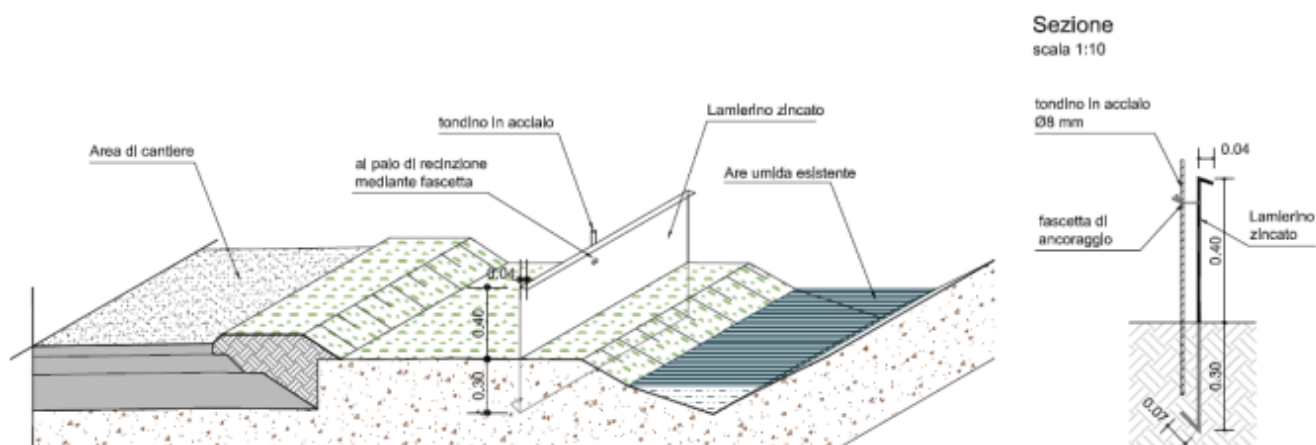 Sezione
scala 1:10
tondino in acciaio
Lamierino zincato
Area di cantiere
al palo di recinzione
mediante fascetta
Are umida esistente
0.04
0.40
0.30
tondino in acciaio
Ø8 mm
0.04
fascetta di
ancoraggio
Lamierino
zincato
0.40
0.30
0.07